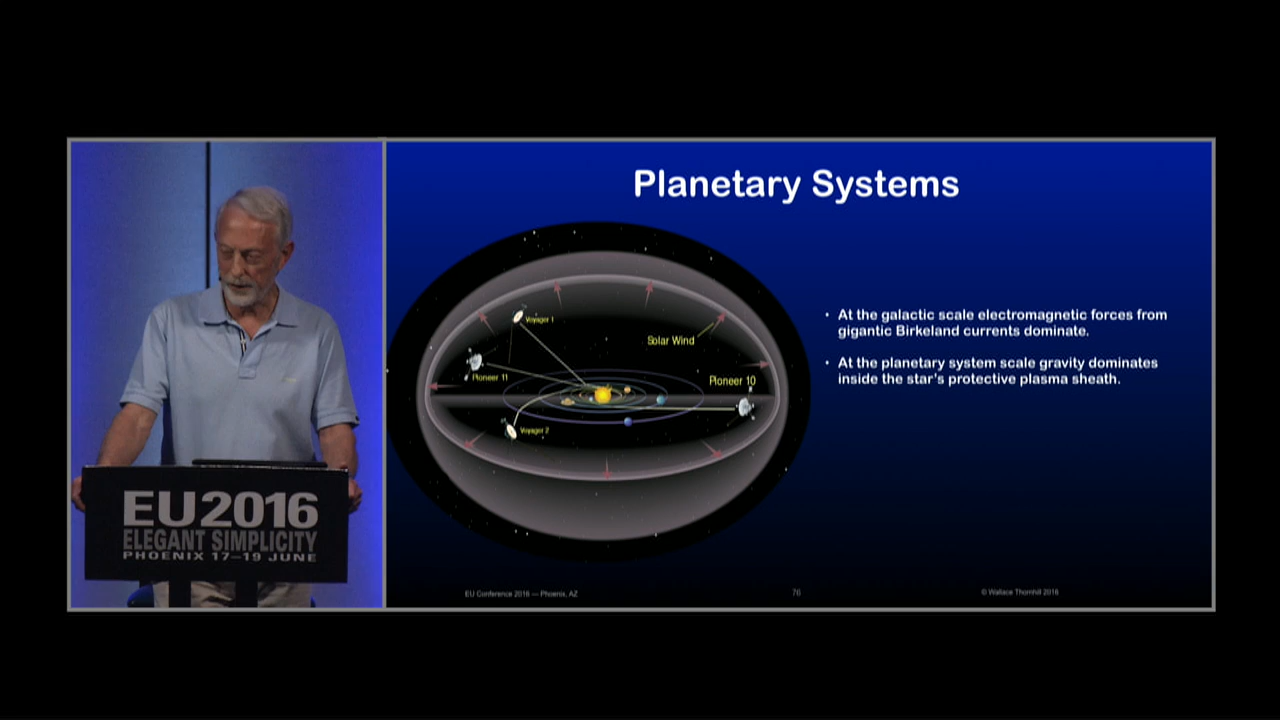 Planetary Systems
Voyager 1
Solar Wind
Pioneer 11
Pioneer 10
Voyager 2
• At the galactic scale electromagnetic forces from
gigantic Birkeland currents dominate.
• At the planetary system scale gravity dominates
inside the star's protective plasma sheath.
EU2016
ELEGANT SIMPLICITY
PHOENIX 17–19 JUNE
EU Conference 2016 — Phoenix, AZ
76
© Wallace Thornhill 2016